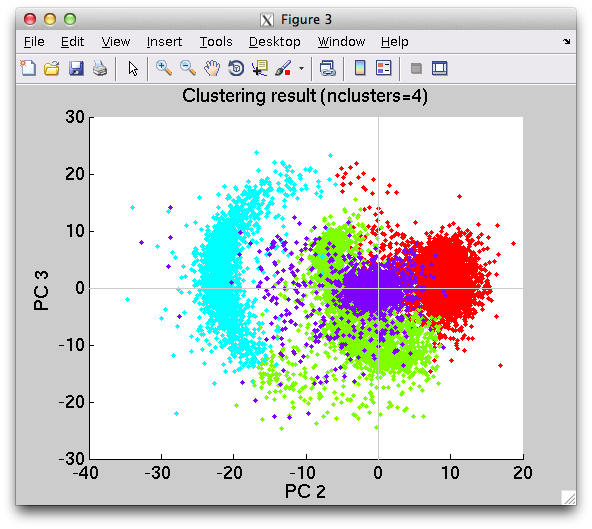 Figure 3
File Edit View Insert Tools Desktop Window Help
Clustering result (nclusters=4)
30
20
10
0
-10
-20
-30
PC 3
-40 -30 -20 -10 0 10 20
PC 2